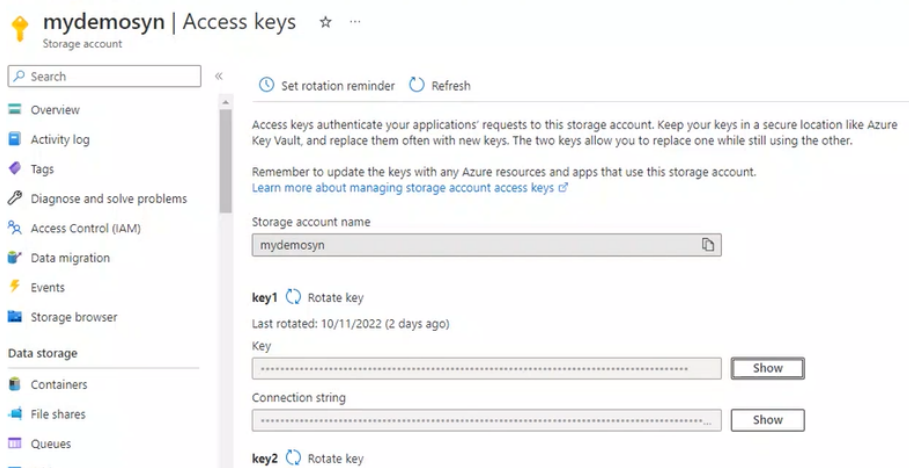 mydemosyn | Access keys
Storage account
Search
Overview
Activity log
Tags
Diagnose and solve problems
Access Control (IAM)
Data migration
Events
Storage browser
Data storage
Containers
File shares
Queues
Set rotation reminder
Refresh
Access keys authenticate your applications' requests to this storage account. Keep your keys in a secure location like Azure
Key Vault, and replace them often with new keys. The two keys allow you to replace one while still using the other.
Remember to update the keys with any Azure resources and apps that use this storage account.
Learn more about managing storage account access keys
Storage account name
mydemosyn
key1 Rotate key
Last rotated: 10/11/2022 (2 days ago)
Key
Show
Connection string
Show
key2 Rotate key